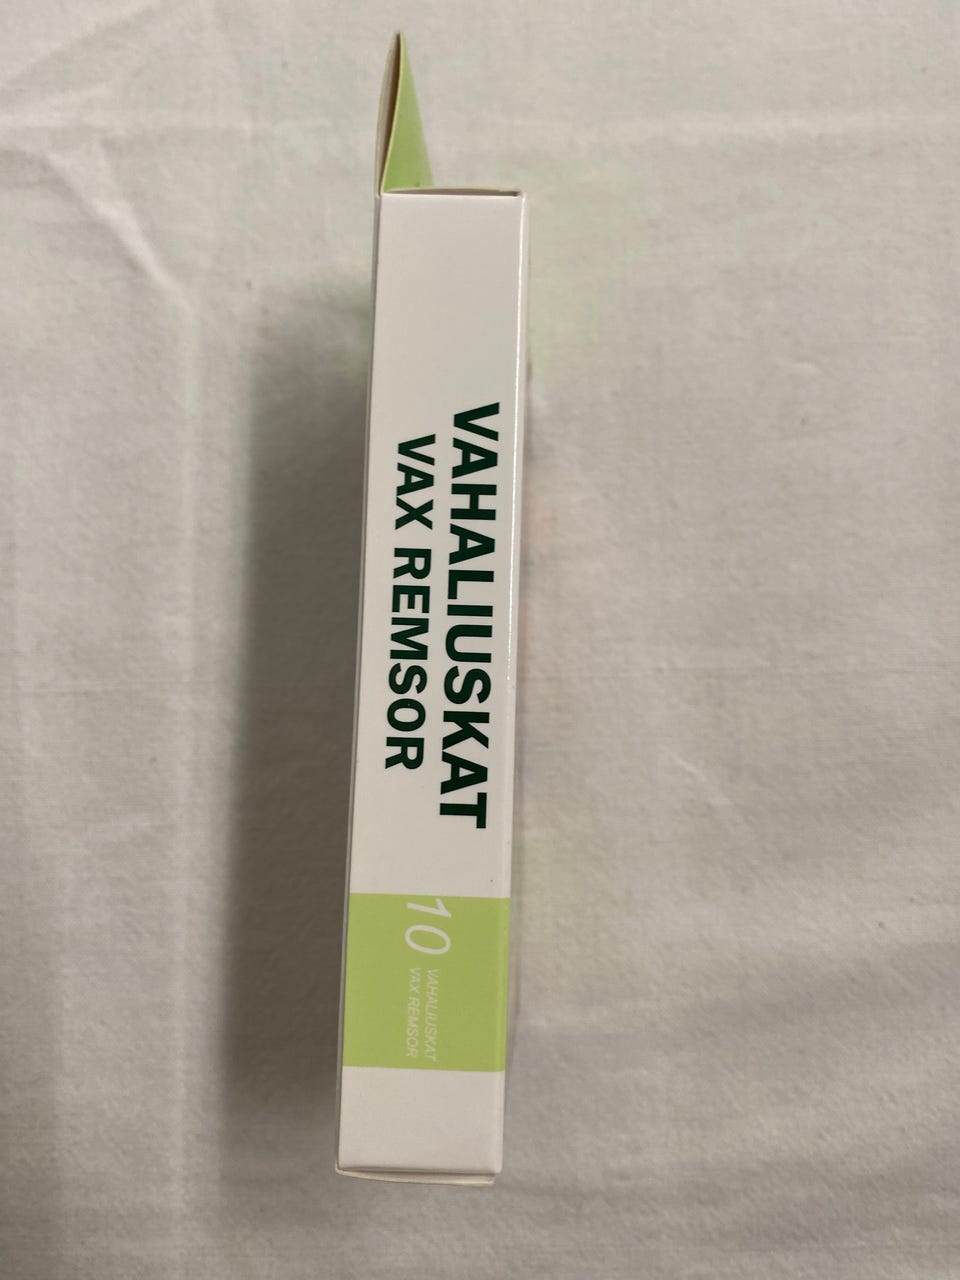 VAHALIUSKAT
VAX REMSOR
10
VAHALIUSKAT
VAX REMSOR